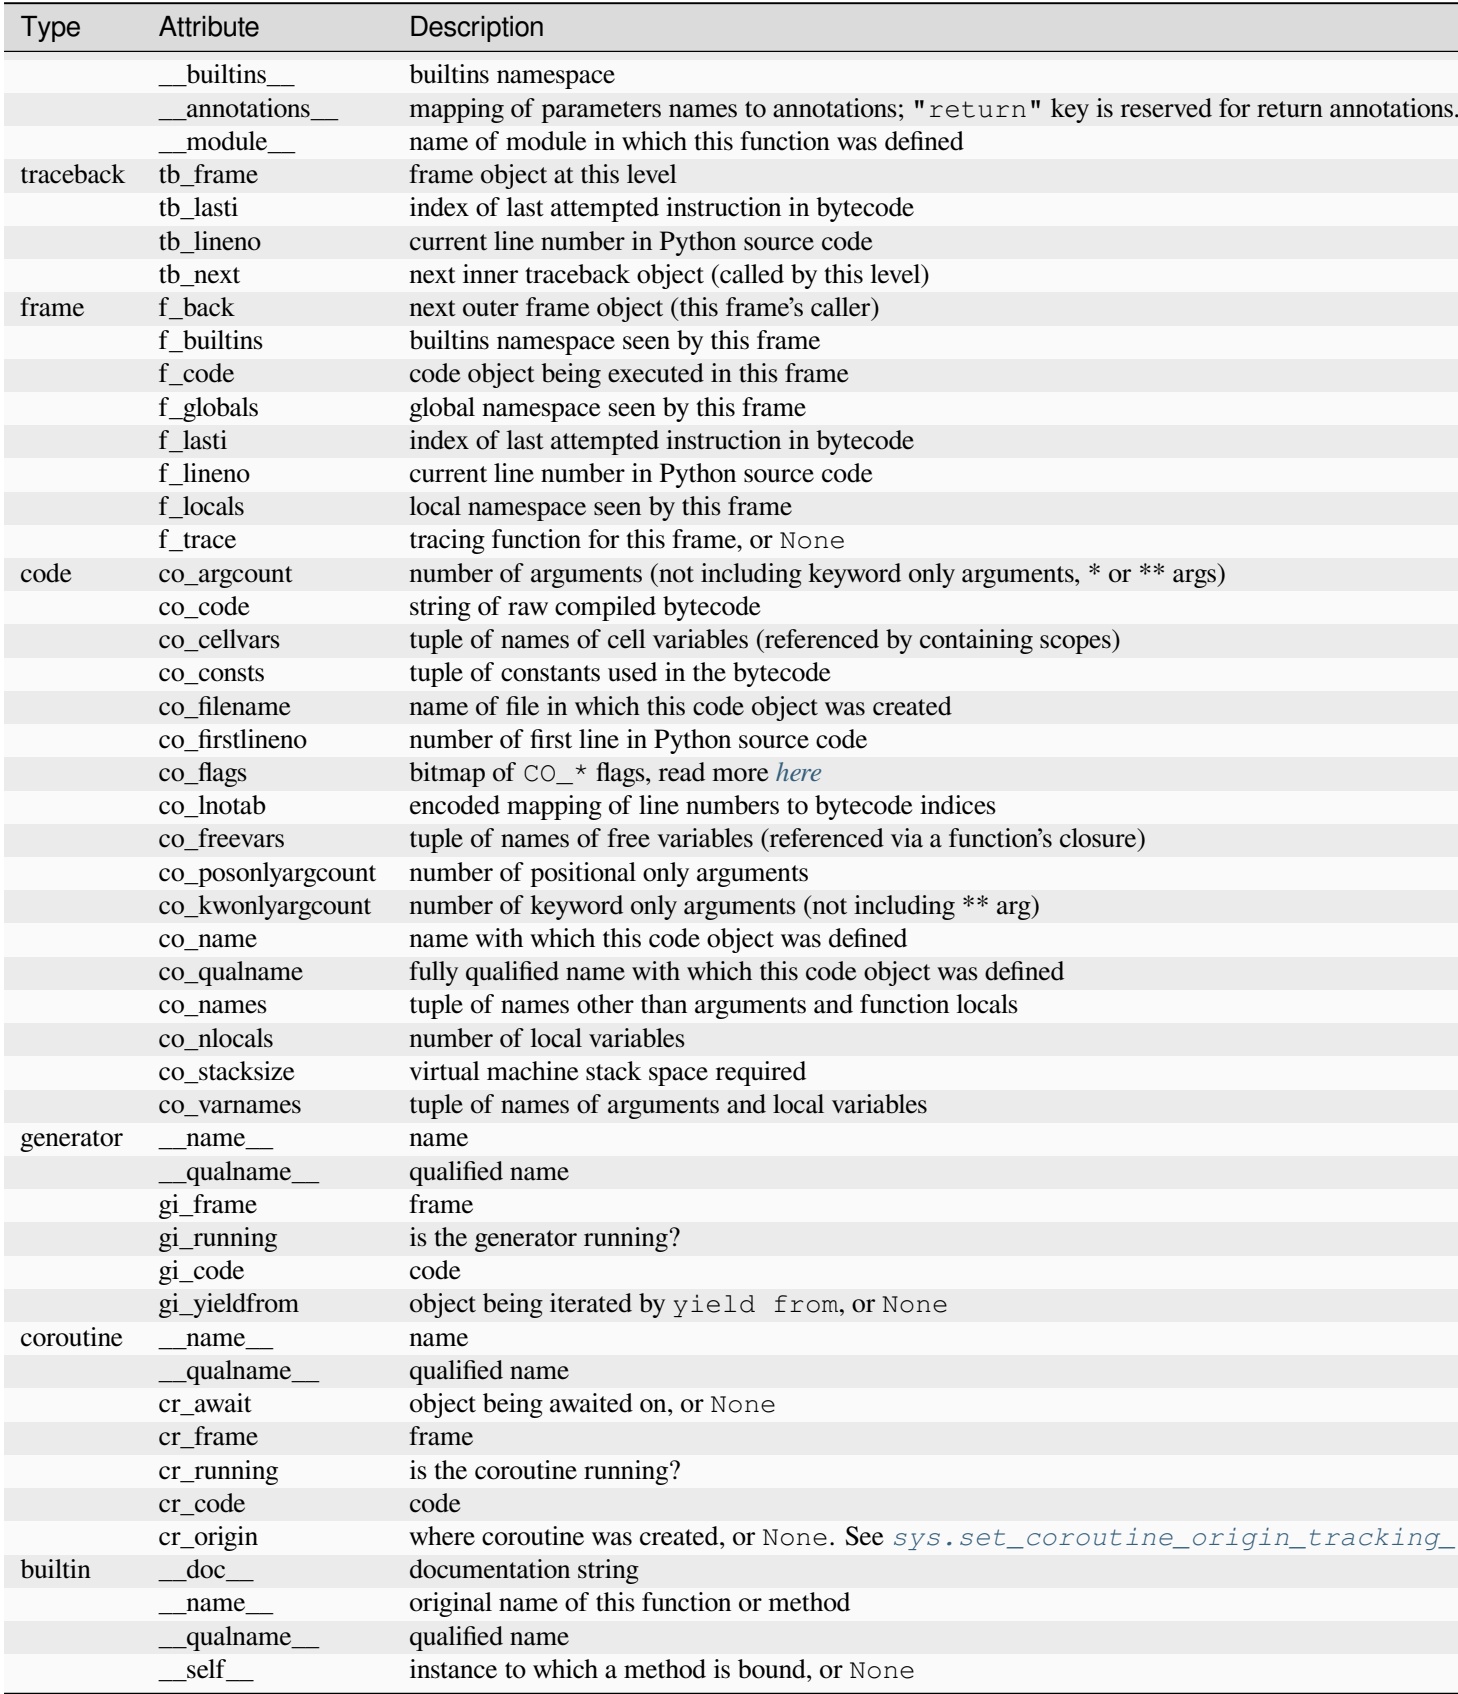 Type Attribute Description
__builtins__ builtins namespace
__annotations__ mapping of parameters names to annotations; "return" key is reserved for return annotations.
__module__ name of module in which this function was defined
traceback tb_frame frame object at this level
tb_lasti index of last attempted instruction in bytecode
tb_lineno current line number in Python source code
tb_next next inner traceback object (called by this level)
frame f_back next outer frame object (this frame’s caller)
f_builtins builtins namespace seen by this frame
f_code code object being executed in this frame
f_globals global namespace seen by this frame
f_lasti index of last attempted instruction in bytecode
f_lineno current line number in Python source code
f_locals local namespace seen by this frame
f_trace tracing function for this frame, or None
code co_argcount number of arguments (not including keyword only arguments, * or ** args)
co_code string of raw compiled bytecode
co_cellvars tuple of names of cell variables (referenced by containing scopes)
co_consts tuple of constants used in the bytecode
co_filename name of file in which this code object was created
co_firstlineno number of first line in Python source code
co_flags bitmap of CO_* flags, read more here
co_lnotab encoded mapping of line numbers to bytecode indices
co_freevars tuple of names of free variables (referenced via a function’s closure)
co_posonlyargcount number of positional only arguments
co_kwonlyargcount number of keyword only arguments (not including ** arg)
co_name name with which this code object was defined
co_qualname fully qualified name with which this code object was defined
co_names tuple of names other than arguments and function locals
co_nlocals number of local variables
co_stacksize virtual machine stack space required
co_varnames tuple of names of arguments and local variables
generator __name__ name
__qualname__ qualified name
gi_frame frame
gi_running is the generator running?
gi_code code
gi_yieldfrom object being iterated by yield from, or None
coroutine __name__ name
__qualname__ qualified name
cr_await object being awaited on, or None
cr_frame frame
cr_running is the coroutine running?
cr_code code
cr_origin where coroutine was created, or None. See sys.set_coroutine_origin_tracking_
builtin __doc__ documentation string
__name__ original name of this function or method
__qualname__ qualified name
__self__ instance to which a method is bound, or None